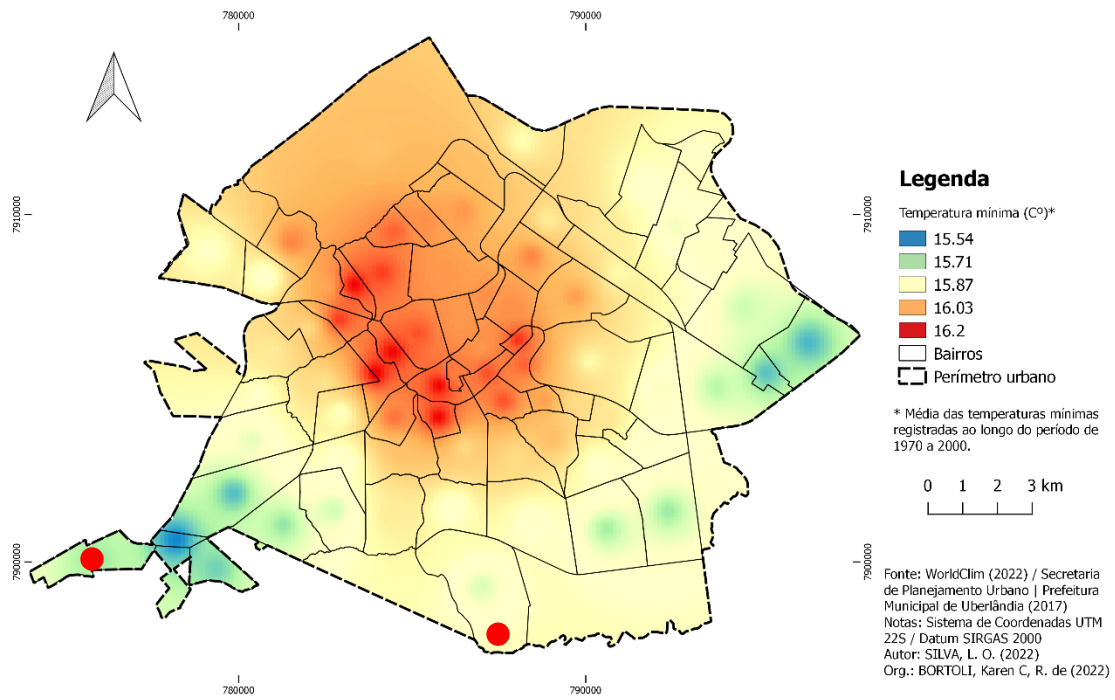 780000
790000
7910000
7910000
Legenda
Temperatura mínima (Cº)*
15.54
15.71
15.87
16.03
16.2
Bairros
Perímetro urbano
* Média das temperaturas mínimas
registradas ao longo do período de
1970 a 2000.
0 1 2 3 km
7900000
7900000
Fonte: WorldClim (2022) / Secretaria
de Planejamento Urbano | Prefeitura
Municipal de Uberlândia (2017)
Notas: Sistema de Coordenadas UTM
22S / Datum SIRGAS 2000
Autor: SILVA, L. O. (2022)
Org.: BORTOLI, Karen C, R. de (2022)
780000
790000